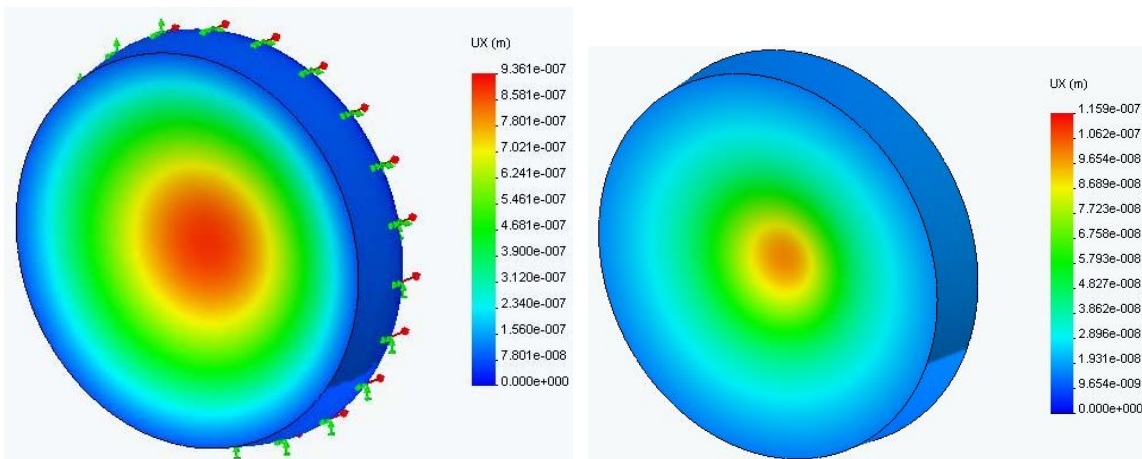 UX (m)
9.361e-007
8.581e-007
7.801e-007
7.021e-007
6.241e-007
5.461e-007
4.681e-007
3.900e-007
3.120e-007
2.340e-007
1.560e-007
7.801e-008
0.000e+000
UX (m)
1.159e-007
1.062e-007
9.654e-008
8.689e-008
7.723e-008
6.758e-008
5.793e-008
4.827e-008
3.862e-008
2.896e-008
1.931e-008
9.654e-009
0.000e+000